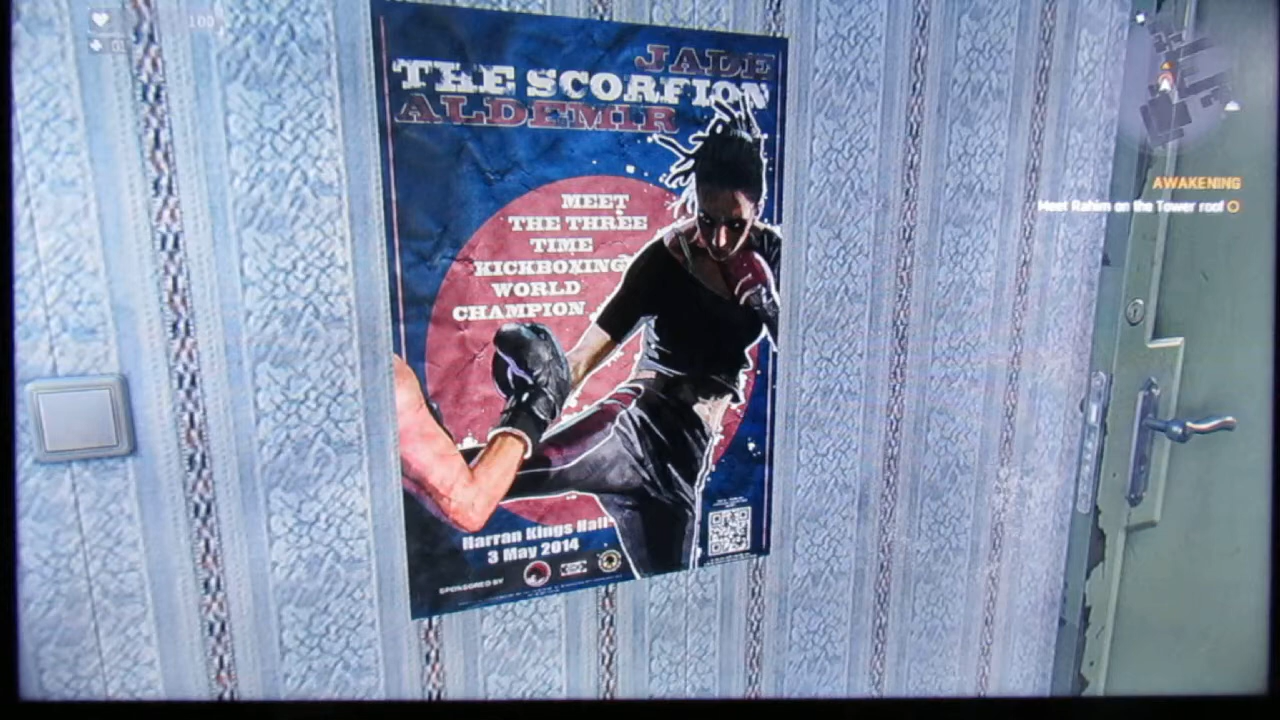 100
JADE
THE SCORPION
ALDEMIR
MEET
THE THREE
TIME
KICKBOXING
WORLD
CHAMPION
Harran Kings Hall
3 May 2014
SPONSORED BY
AWAKENING
Meet Rahim on the Tower roof